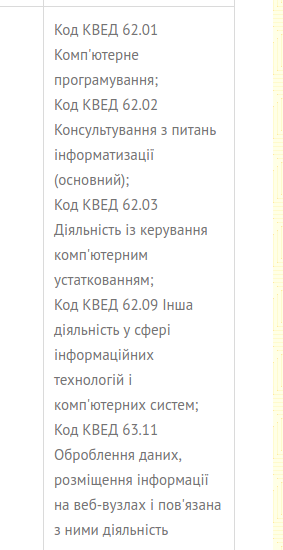 Код КВЕД 62.01
Комп'ютерне
програмування;
Код КВЕД 62.02
Консультування з питань
інформатизації
(основний);
Код КВЕД 62.03
Діяльність із керування
комп'ютерним
устаткованням;
Код КВЕД 62.09 Інша
діяльність у сфері
інформаційних
технологій і
комп'ютерних систем;
Код КВЕД 63.11
Оброблення даних,
розміщення інформації
на веб-вузлах і пов'язана
з ними діяльність